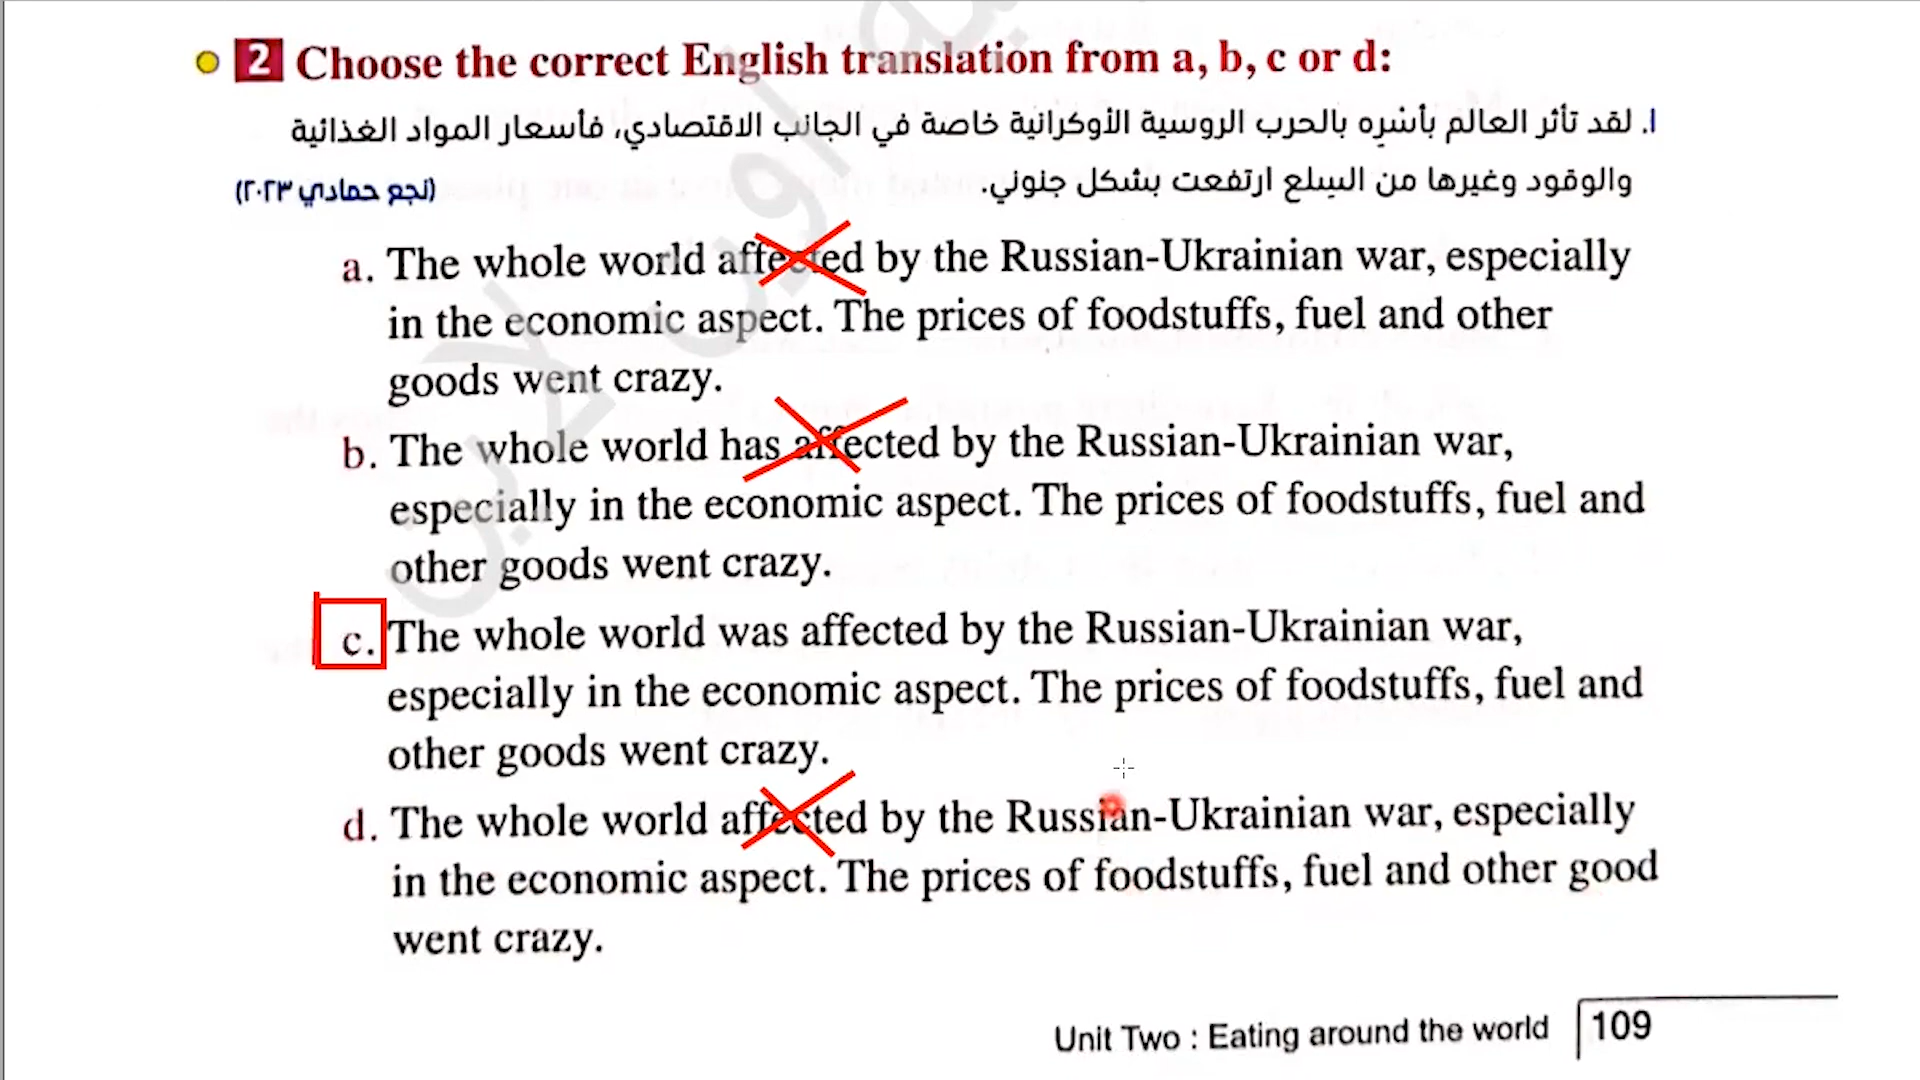 2 Choose the correct English translation from a, b, c or d:
١. لقد تأثر العالم بأسْرِه بالحرب الروسية الأوكرانية خاصة في الجانب الاقتصادي، فأسعار المواد الغذائية
والوقود وغيرها من السلع ارتفعت بشكل جنوني. (نجع حمادي ٢٠٢٣)
a. The whole world affected by the Russian-Ukrainian war, especially
in the economic aspect. The prices of foodstuffs, fuel and other
goods went crazy.
b. The whole world has affected by the Russian-Ukrainian war,
especially in the economic aspect. The prices of foodstuffs, fuel and
other goods went crazy.
c. The whole world was affected by the Russian-Ukrainian war,
especially in the economic aspect. The prices of foodstuffs, fuel and
other goods went crazy.
d. The whole world affected by the Russian-Ukrainian war, especially
in the economic aspect. The prices of foodstuffs, fuel and other good
went crazy.
Unit Two : Eating around the world 109